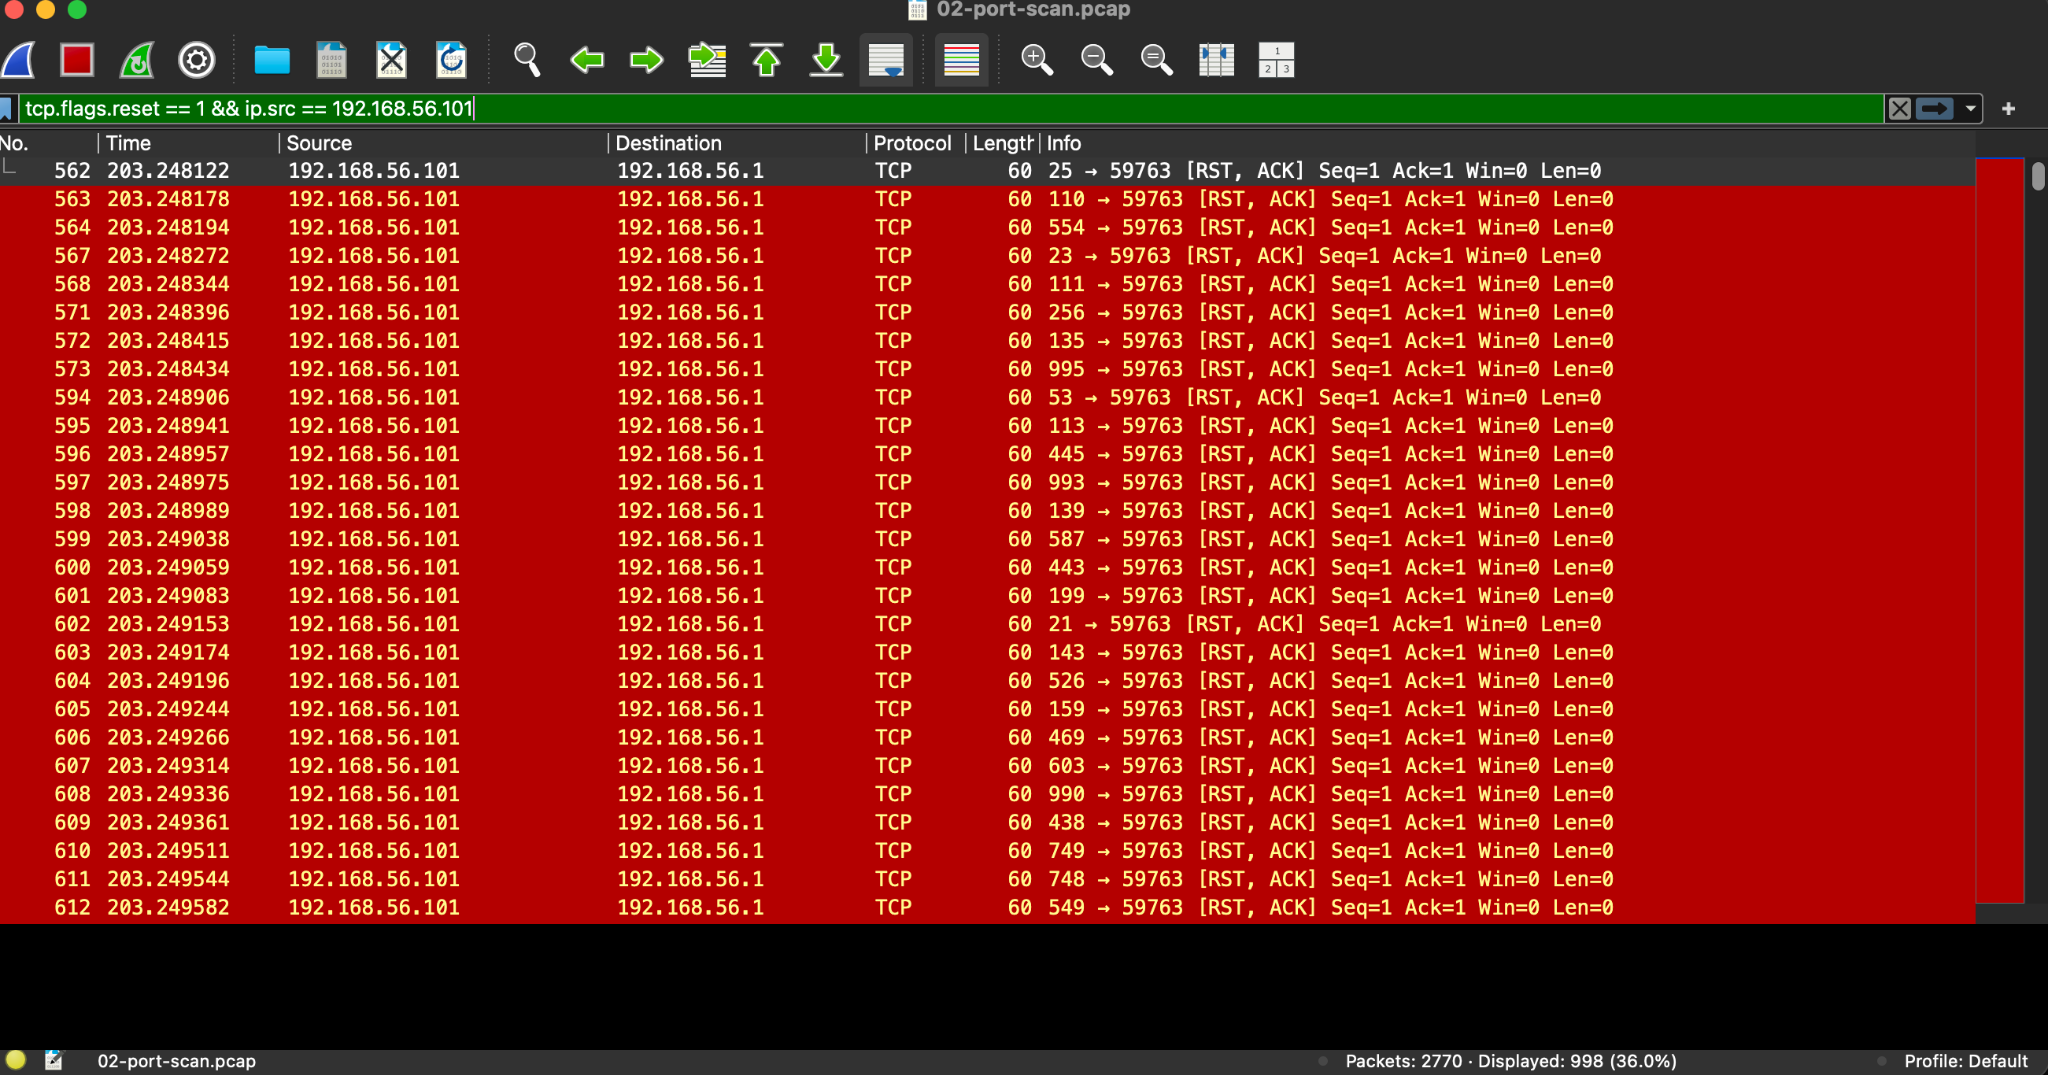 02-port-scan.pcap
tcp.flags.reset == 1 && ip.src == 192.168.56.101
No. Time Source Destination Protocol Length Info
562 203.248122 192.168.56.101 192.168.56.1 TCP 60 25 → 59763 [RST, ACK] Seq=1 Ack=1 Win=0 Len=0
563 203.248178 192.168.56.101 192.168.56.1 TCP 60 110 → 59763 [RST, ACK] Seq=1 Ack=1 Win=0 Len=0
564 203.248194 192.168.56.101 192.168.56.1 TCP 60 554 → 59763 [RST, ACK] Seq=1 Ack=1 Win=0 Len=0
567 203.248272 192.168.56.101 192.168.56.1 TCP 60 23 → 59763 [RST, ACK] Seq=1 Ack=1 Win=0 Len=0
568 203.248344 192.168.56.101 192.168.56.1 TCP 60 111 → 59763 [RST, ACK] Seq=1 Ack=1 Win=0 Len=0
571 203.248396 192.168.56.101 192.168.56.1 TCP 60 256 → 59763 [RST, ACK] Seq=1 Ack=1 Win=0 Len=0
572 203.248415 192.168.56.101 192.168.56.1 TCP 60 135 → 59763 [RST, ACK] Seq=1 Ack=1 Win=0 Len=0
573 203.248434 192.168.56.101 192.168.56.1 TCP 60 995 → 59763 [RST, ACK] Seq=1 Ack=1 Win=0 Len=0
594 203.248906 192.168.56.101 192.168.56.1 TCP 60 53 → 59763 [RST, ACK] Seq=1 Ack=1 Win=0 Len=0
595 203.248941 192.168.56.101 192.168.56.1 TCP 60 113 → 59763 [RST, ACK] Seq=1 Ack=1 Win=0 Len=0
596 203.248957 192.168.56.101 192.168.56.1 TCP 60 445 → 59763 [RST, ACK] Seq=1 Ack=1 Win=0 Len=0
597 203.248975 192.168.56.101 192.168.56.1 TCP 60 993 → 59763 [RST, ACK] Seq=1 Ack=1 Win=0 Len=0
598 203.248989 192.168.56.101 192.168.56.1 TCP 60 139 → 59763 [RST, ACK] Seq=1 Ack=1 Win=0 Len=0
599 203.249038 192.168.56.101 192.168.56.1 TCP 60 587 → 59763 [RST, ACK] Seq=1 Ack=1 Win=0 Len=0
600 203.249059 192.168.56.101 192.168.56.1 TCP 60 443 → 59763 [RST, ACK] Seq=1 Ack=1 Win=0 Len=0
601 203.249083 192.168.56.101 192.168.56.1 TCP 60 199 → 59763 [RST, ACK] Seq=1 Ack=1 Win=0 Len=0
602 203.249153 192.168.56.101 192.168.56.1 TCP 60 21 → 59763 [RST, ACK] Seq=1 Ack=1 Win=0 Len=0
603 203.249174 192.168.56.101 192.168.56.1 TCP 60 143 → 59763 [RST, ACK] Seq=1 Ack=1 Win=0 Len=0
604 203.249196 192.168.56.101 192.168.56.1 TCP 60 526 → 59763 [RST, ACK] Seq=1 Ack=1 Win=0 Len=0
605 203.249244 192.168.56.101 192.168.56.1 TCP 60 159 → 59763 [RST, ACK] Seq=1 Ack=1 Win=0 Len=0
606 203.249266 192.168.56.101 192.168.56.1 TCP 60 469 → 59763 [RST, ACK] Seq=1 Ack=1 Win=0 Len=0
607 203.249314 192.168.56.101 192.168.56.1 TCP 60 603 → 59763 [RST, ACK] Seq=1 Ack=1 Win=0 Len=0
608 203.249336 192.168.56.101 192.168.56.1 TCP 60 990 → 59763 [RST, ACK] Seq=1 Ack=1 Win=0 Len=0
609 203.249361 192.168.56.101 192.168.56.1 TCP 60 438 → 59763 [RST, ACK] Seq=1 Ack=1 Win=0 Len=0
610 203.249511 192.168.56.101 192.168.56.1 TCP 60 749 → 59763 [RST, ACK] Seq=1 Ack=1 Win=0 Len=0
611 203.249544 192.168.56.101 192.168.56.1 TCP 60 748 → 59763 [RST, ACK] Seq=1 Ack=1 Win=0 Len=0
612 203.249582 192.168.56.101 192.168.56.1 TCP 60 549 → 59763 [RST, ACK] Seq=1 Ack=1 Win=0 Len=0
02-port-scan.pcap Packets: 2770 · Displayed: 998 (36.0%) Profile: Default